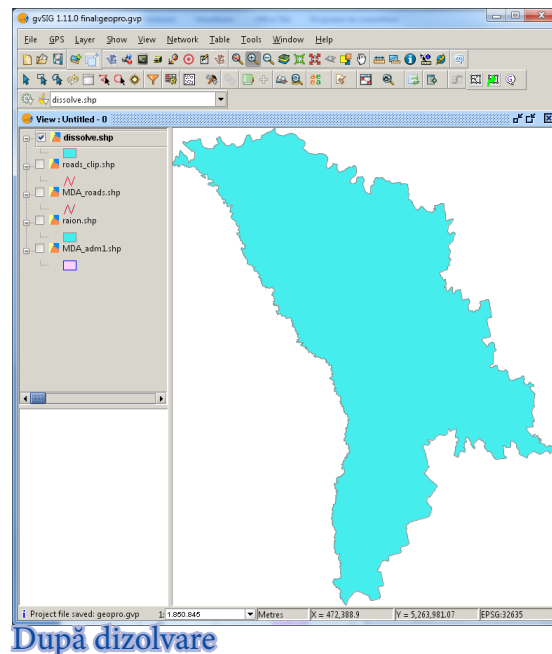 gvSIG 1.11.0 final:geopro.gvp
File GPS Layer Show View Network Table Tools Window Help
dissolve.shp
View : Untitled - 0
dissolve.shp
roads_clip.shp
MDA_roads.shp
raion.shp
MDA_adm1.shp
Project file saved: geopro.gvp 1: 1.850.845 Metres X = 472,388.9 Y = 5,263,981.07 EPSG:32635
După dizolvare